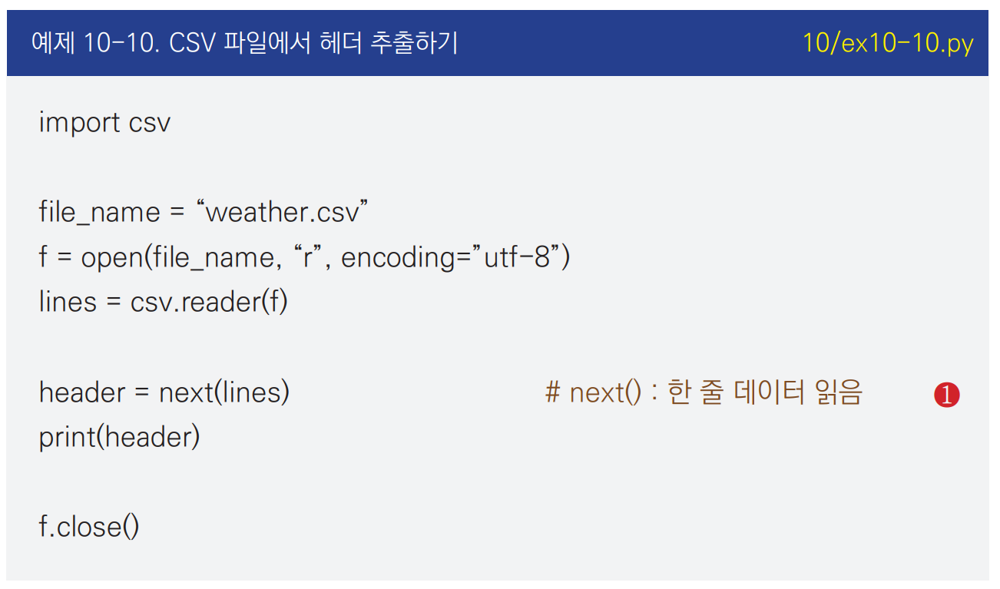 예제 10-10. CSV 파일에서 헤더 추출하기 10/ex10-10.py
import csv
file_name = “weather.csv”
f = open(file_name, “r”, encoding=”utf-8”)
lines = csv.reader(f)
header = next(lines) # next() : 한 줄 데이터 읽음 ❶
print(header)
f.close()